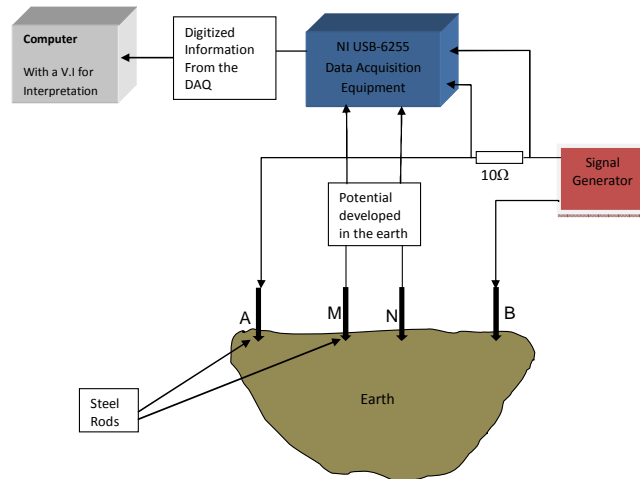 Computer
With a V.I for
Interpretation
Digitized
Information
From the
DAQ
NI USB-6255
Data Acquisition
Equipment
10Ω
Signal
Generator
Potential
developed
in the earth
A
M
N
B
Steel
Rods
Earth